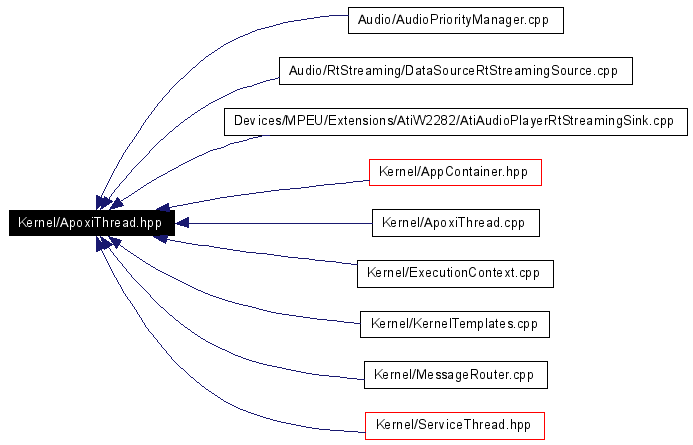 Audio/AudioPriorityManager.cpp
Audio/RtStreaming/DataSourceRtStreamingSource.cpp
Devices/MPEU/Extensions/AtiW2282/AtiAudioPlayerRtStreamingSink.cpp
Kernel/AppContainer.hpp
Kernel/ApoxiThread.hpp
Kernel/ApoxiThread.cpp
Kernel/ExecutionContext.cpp
Kernel/KernelTemplates.cpp
Kernel/MessageRouter.cpp
Kernel/ServiceThread.hpp